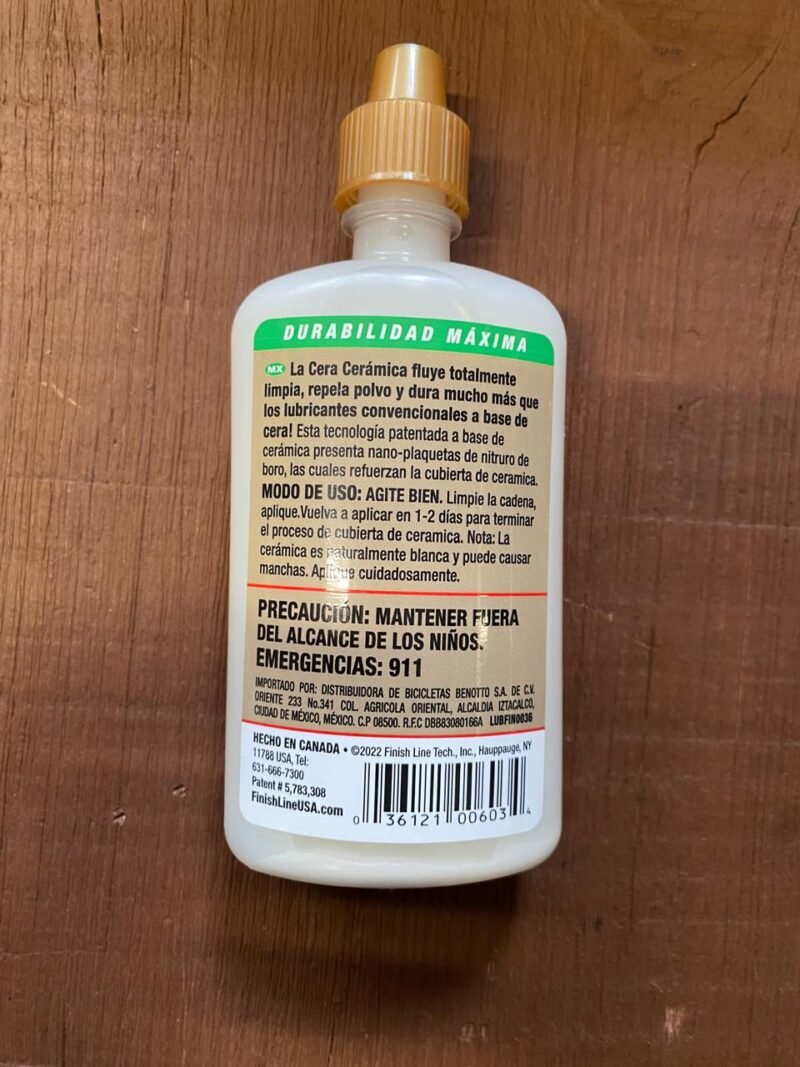 DURABILIDAD MÁXIMA
MX La Cera Cerámica fluye totalmente
limpia, repela polvo y dura mucho más que
los lubricantes convencionales a base de
cera! Esta tecnología patentada a base de
cerámica presenta nano-plaquetas de nitruro de
boro, las cuales refuerzan la cubierta de ceramica.
MODO DE USO: AGITE BIEN. Limpie la cadena,
aplique.Vuelva a aplicar en 1-2 días para terminar
el proceso de cubierta de ceramica. Nota: La
cerámica es naturalmente blanca y puede causar
manchas. Aplique cuidadosamente.
PRECAUCIÓN: MANTENER FUERA
DEL ALCANCE DE LOS NIÑOS.
EMERGENCIAS: 911
IMPORTADO POR: DISTRIBUIDORA DE BICICLETAS BENOTTO S.A. DE C.V.
ORIENTE 233 No.341 COL. AGRICOLA ORIENTAL, ALCALDIA IZTACALCO,
CIUDAD DE MÉXICO, MÉXICO. C.P 08500. R.F.C DBB83080166A LUBFIN0036
HECHO EN CANADA • ©2022 Finish Line Tech., Inc., Hauppauge, NY
11788 USA, Tel:
631-666-7300
Patent # 5,783,308
FinishLineUSA.com
0 36121 00603 4